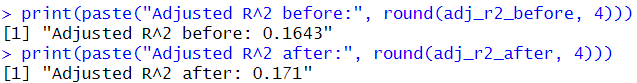 > print(paste("Adjusted R^2 before:", round(adj_r2_before, 4)))
[1] "Adjusted R^2 before: 0.1643"
> print(paste("Adjusted R^2 after:", round(adj_r2_after, 4)))
[1] "Adjusted R^2 after: 0.171"